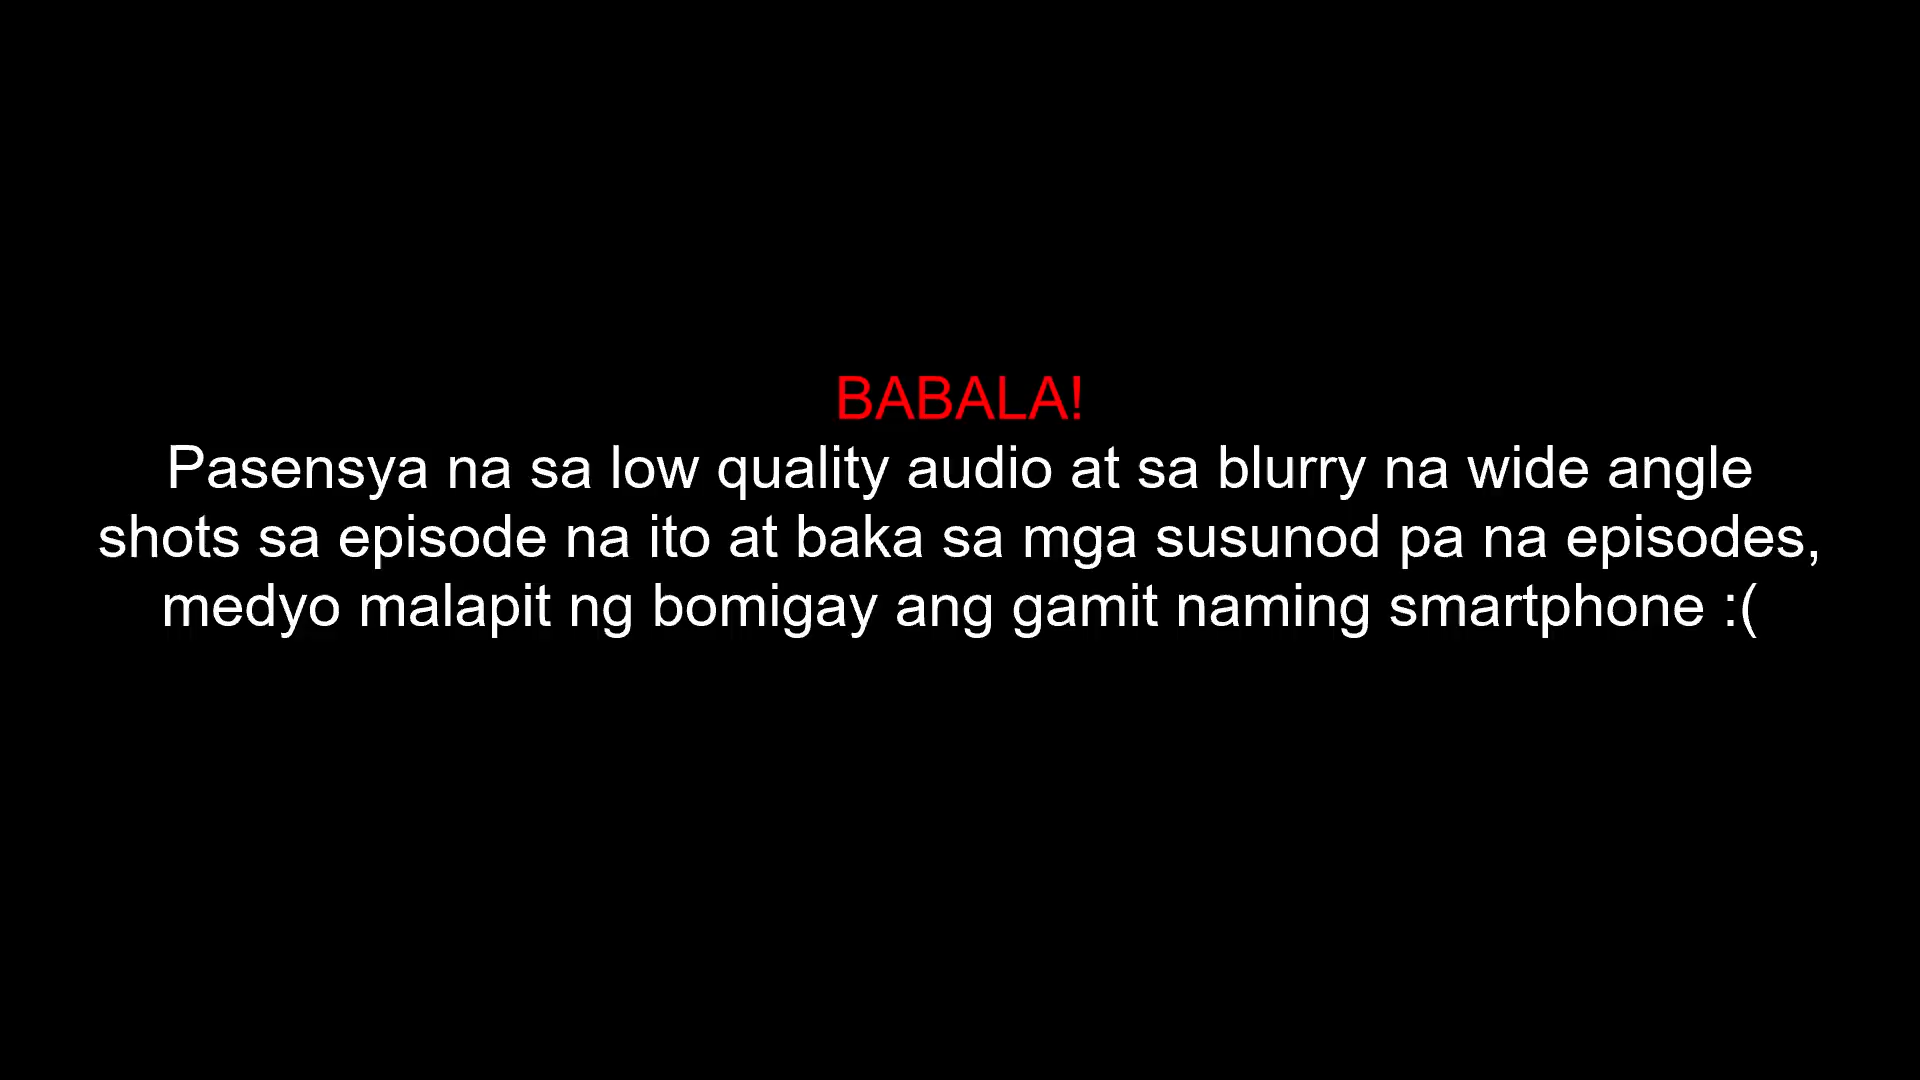 BABALA!
Pasensya na sa low quality audio at sa blurry na wide angle
shots sa episode na ito at baka sa mga susunod pa na episodes,
medyo malapit ng bomigay ang gamit naming smartphone :(